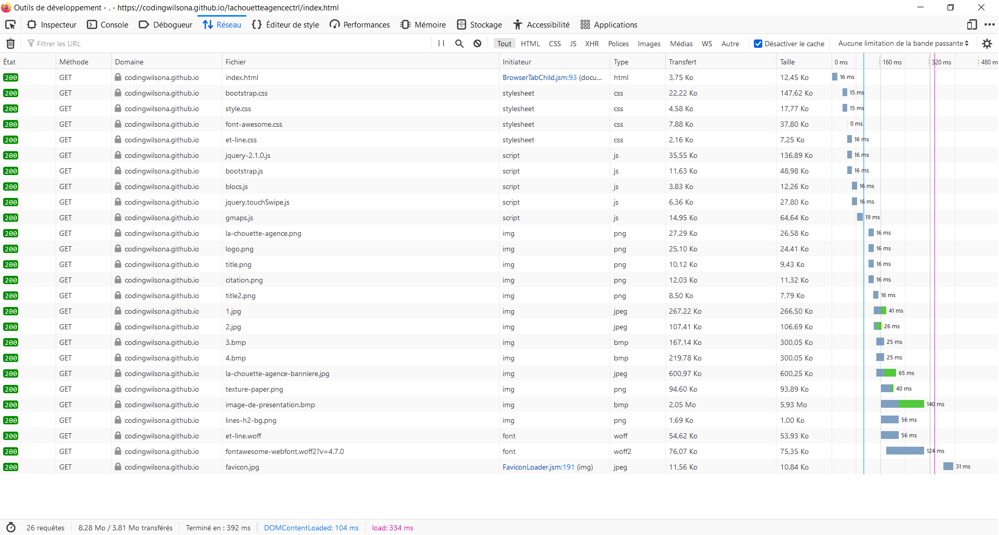 Outils de développement - . - https://codingwilsona.github.io/lachouetteagencectrl/index.html
Inspecteur Console Débogueur Réseau Éditeur de style Performances Mémoire Stockage Accessibilité Applications
Filtrer les URL Tout HTML CSS JS XHR Polices Images Médias WS Autre Désactiver le cache Aucune limitation de la bande passante
État Méthode Domaine Fichier Initiateur Type Transfert Taille 0 ms 160 ms 320 ms 480 m
200 GET codingwilsona.github.io index.html BrowserTabChild.jsm:93 (docu... html 3,75 Ko 12,45 Ko 16 ms
200 GET codingwilsona.github.io bootstrap.css stylesheet css 22,22 Ko 147,62 Ko 15 ms
200 GET codingwilsona.github.io style.css stylesheet css 4,58 Ko 17,77 Ko 15 ms
200 GET codingwilsona.github.io font-awesome.css stylesheet css 7,88 Ko 37,80 Ko 0 ms
200 GET codingwilsona.github.io et-line.css stylesheet css 2,16 Ko 7,25 Ko 16 ms
200 GET codingwilsona.github.io jquery-2.1.0.js script js 35,55 Ko 136,89 Ko 16 ms
200 GET codingwilsona.github.io bootstrap.js script js 11,63 Ko 48,98 Ko 16 ms
200 GET codingwilsona.github.io blocs.js script js 3,83 Ko 12,26 Ko 16 ms
200 GET codingwilsona.github.io jquery.touchSwipe.js script js 6,36 Ko 27,80 Ko 16 ms
200 GET codingwilsona.github.io gmaps.js script js 14,95 Ko 64,64 Ko 19 ms
200 GET codingwilsona.github.io la-chouette-agence.png img png 27,29 Ko 26,58 Ko 16 ms
200 GET codingwilsona.github.io logo.png img png 25,10 Ko 24,41 Ko 16 ms
200 GET codingwilsona.github.io title.png img png 10,12 Ko 9,43 Ko 16 ms
200 GET codingwilsona.github.io citation.png img png 12,03 Ko 11,32 Ko 16 ms
200 GET codingwilsona.github.io title2.png img png 8,50 Ko 7,79 Ko 16 ms
200 GET codingwilsona.github.io 1.jpg img jpeg 267,22 Ko 266,50 Ko 41 ms
200 GET codingwilsona.github.io 2.jpg img jpeg 107,41 Ko 106,69 Ko 26 ms
200 GET codingwilsona.github.io 3.bmp img bmp 167,14 Ko 300,05 Ko 25 ms
200 GET codingwilsona.github.io 4.bmp img bmp 219,78 Ko 300,05 Ko 25 ms
200 GET codingwilsona.github.io la-chouette-agence-banniere.jpg img jpeg 600,97 Ko 600,25 Ko 65 ms
200 GET codingwilsona.github.io texture-paper.png img png 94,60 Ko 93,89 Ko 40 ms
200 GET codingwilsona.github.io image-de-presentation.bmp img bmp 2,05 Mo 5,93 Mo 140 ms
200 GET codingwilsona.github.io lines-h2-bg.png img png 1,69 Ko 1,00 Ko 56 ms
200 GET codingwilsona.github.io et-line.woff font woff 54,62 Ko 53,93 Ko 56 ms
200 GET codingwilsona.github.io fontawesome-webfont.woff2?v=4.7.0 font woff2 76,07 Ko 75,35 Ko 124 ms
200 GET codingwilsona.github.io favicon.jpg FaviconLoader.jsm:191 (img) jpeg 11,56 Ko 10,84 Ko 31 ms
26 requêtes 8,28 Mo / 3,81 Mo transférés Terminé en : 392 ms DOMContentLoaded: 104 ms load: 334 ms